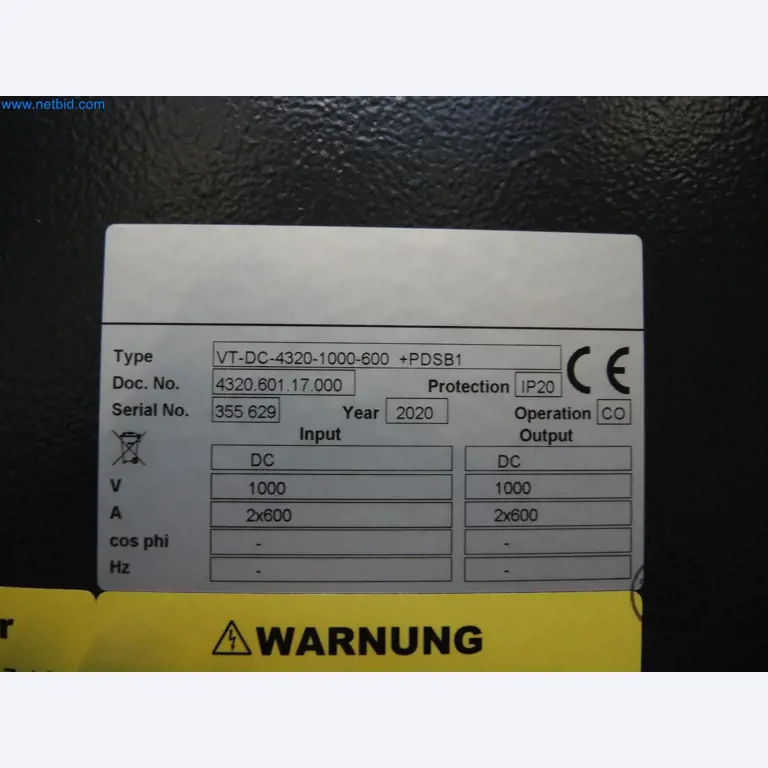 www.netbid.com
Type VT-DC-4320-1000-600 +PDSB1 CE
Doc. No. 4320.601.17.000 Protection IP20
Serial No. 355 629 Year 2020 Operation CO
Input Output
DC DC
V 1000 1000
A 2x600 2x600
cos phi - -
Hz - -
r
WARNUNG